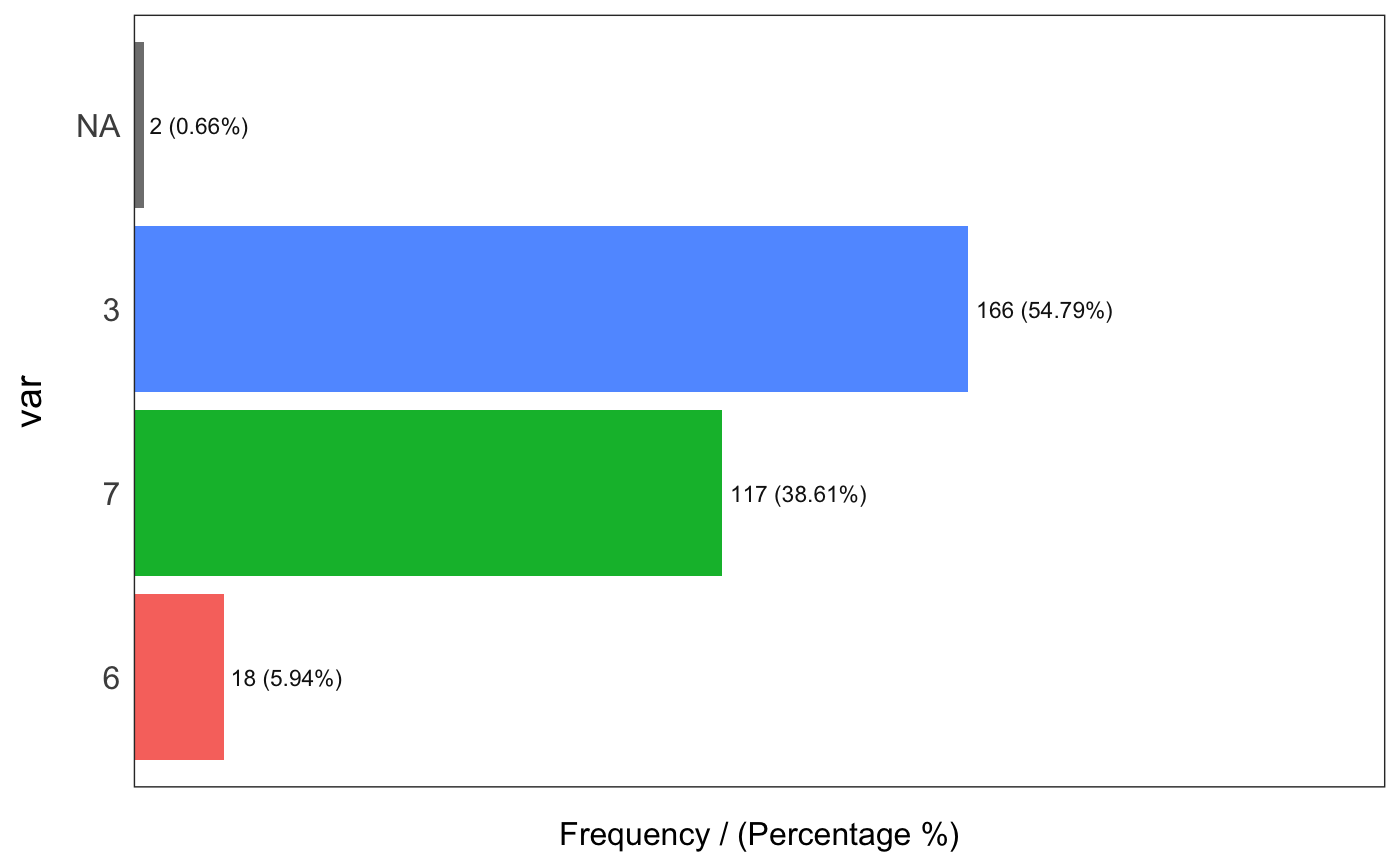 NA
2 (0.66%)
3
166 (54.79%)
var
7
117 (38.61%)
6
18 (5.94%)
Frequency / (Percentage %)